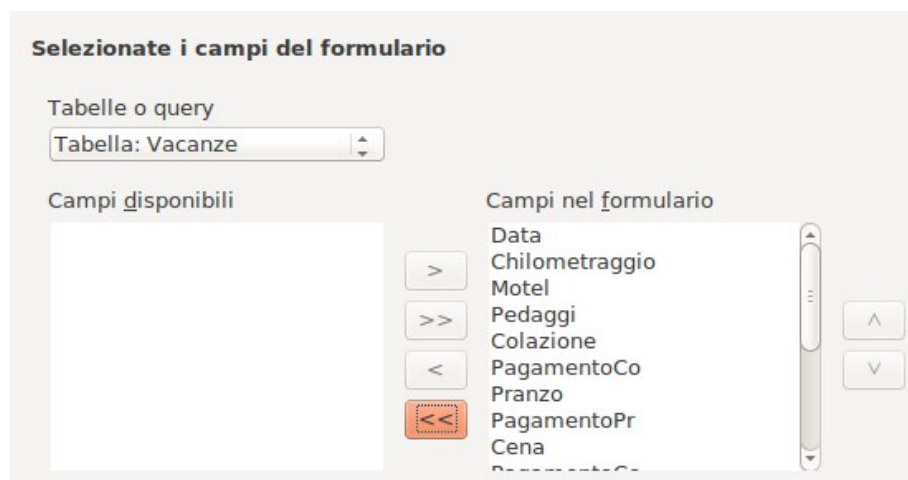 Selezionate i campi del formulario
Tabelle o query
Tabella: Vacanze
Campi disponibili
Campi nel formulario
Data
Chilometraggio
Motel
Pedaggi
Colazione
PagamentoCo
Pranzo
PagamentoPr
Cena
>
>>
<
<<